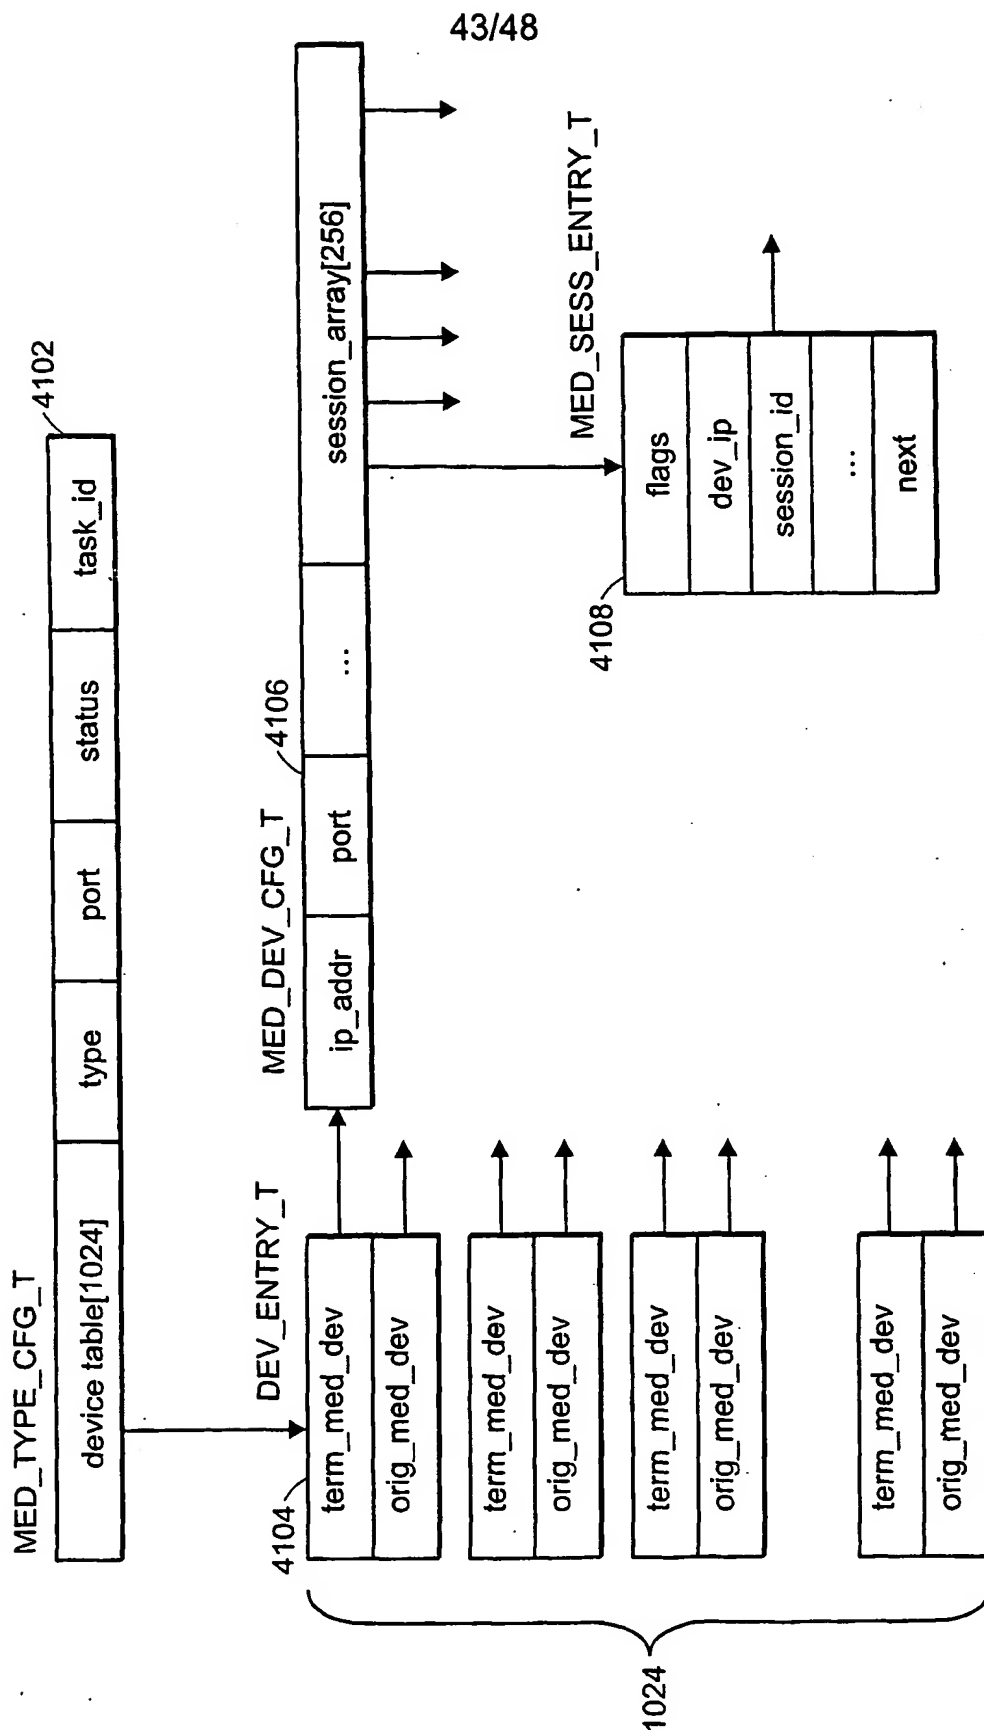 43/48
MED_TYPE_CFG_T
device table[1024]
type
port
status
task_id
4102
DEV_ENTRY_T
4104
term_med_dev
orig_med_dev
term_med_dev
orig_med_dev
term_med_dev
orig_med_dev
term_med_dev
orig_med_dev
1024
MED_DEV_CFG_T
4106
ip_addr
port
...
session_array[256]
MED_SESS_ENTRY_T
4108
flags
dev_ip
session_id
...
next